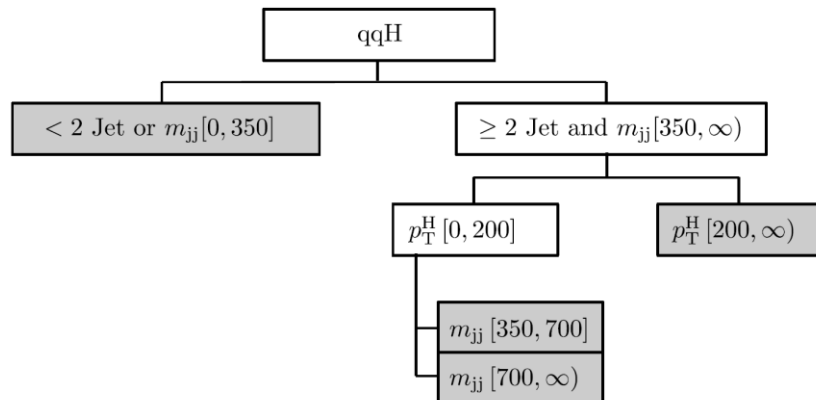 qqH
< 2 Jet or m_jj[0, 350]
≥ 2 Jet and m_jj[350, ∞)
p_T^H [0, 200]
p_T^H [200, ∞)
m_jj [350, 700]
m_jj [700, ∞)